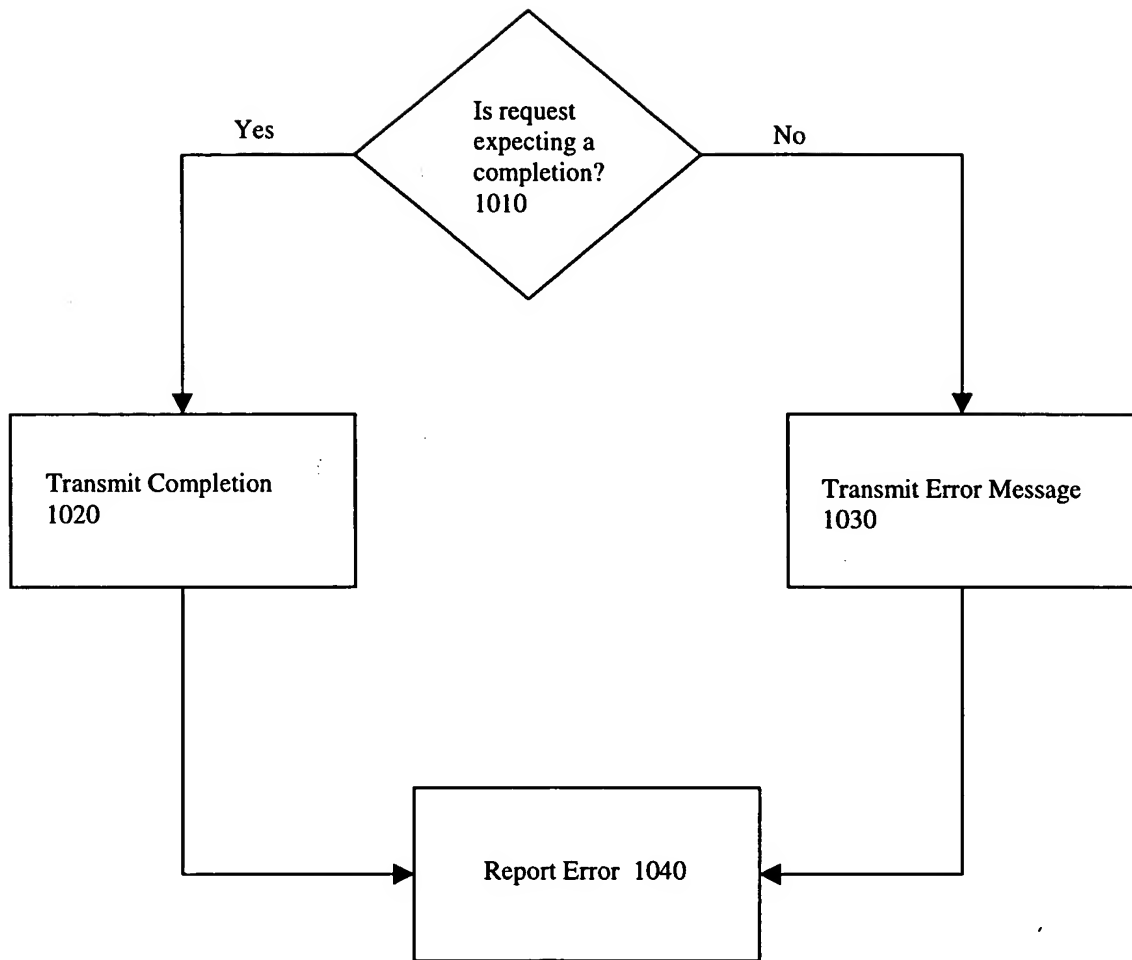 Is request
expecting a
completion?
1010
Yes
No
Transmit Completion
1020
Transmit Error Message
1030
Report Error 1040